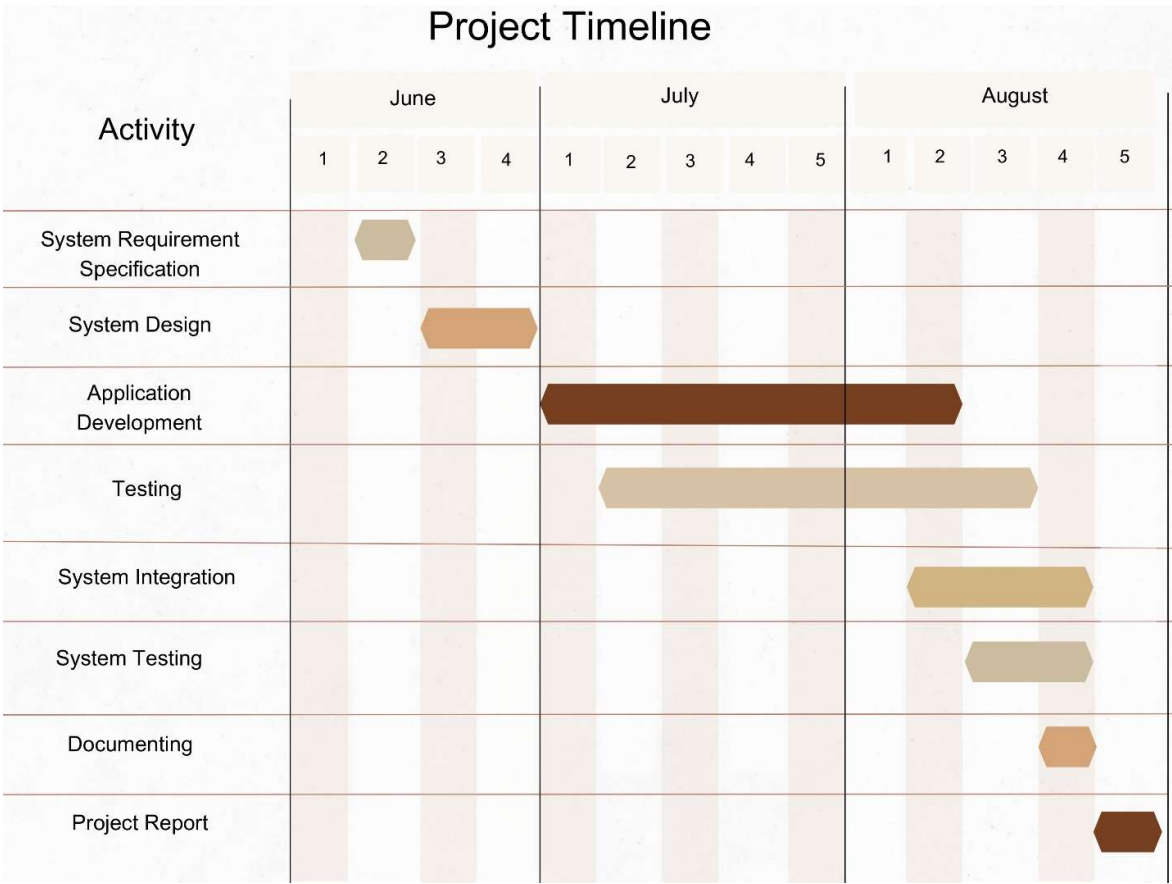 Project Timeline
Activity
June
July
August
1 2 3 4 1 2 3 4 5 1 2 3 4 5
System Requirement
Specification
System Design
Application
Development
Testing
System Integration
System Testing
Documenting
Project Report